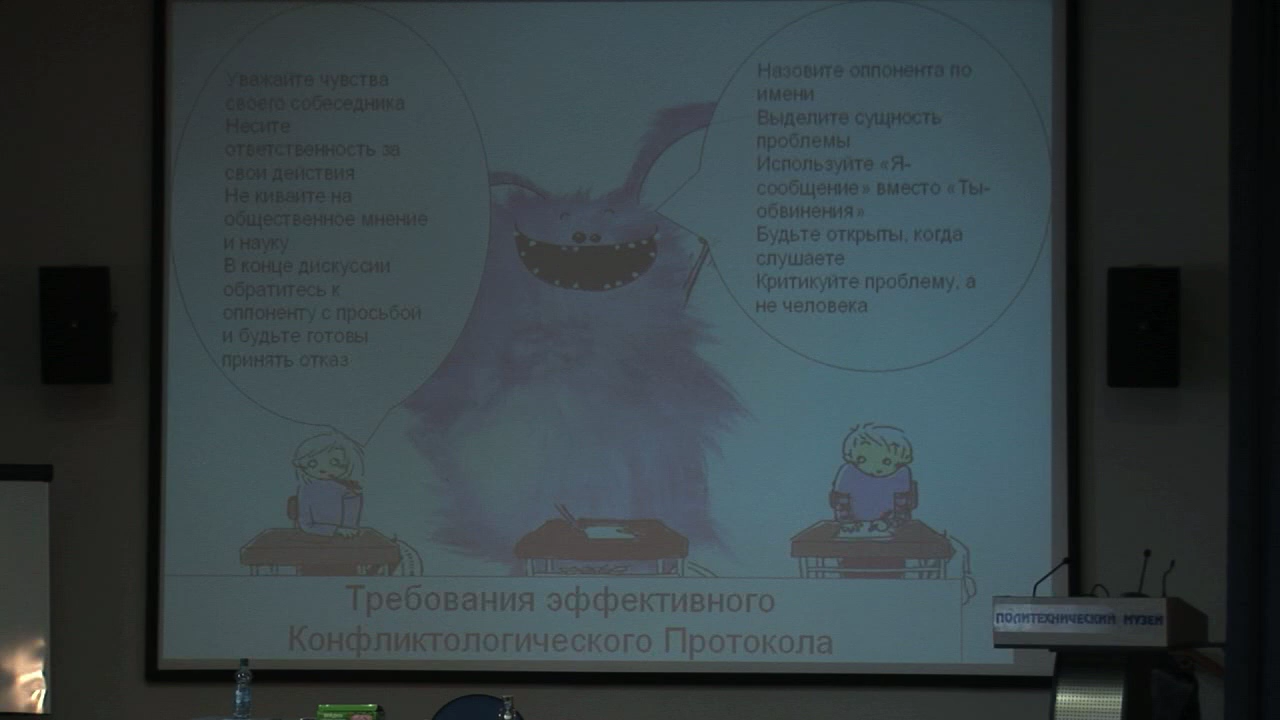 Уважайте чувства
своего собеседника
Несите
ответственность за
свои действия
Не кивайте на
общественное мнение
и науку
В конце дискуссии
обратитесь к
оппоненту с просьбой
и будьте готовы
принять отказ
Назовите оппонента по
имени
Выделите сущность
проблемы
Используйте «Я-
сообщение» вместо «Ты-
обвинения»
Будьте открыты, когда
слушаете
Критикуйте проблему, а
не человека
Требования эффективного
Конфликтологического Протокола
ПОЛИТЕХНИЧЕСКИЙ МУЗЕЙ